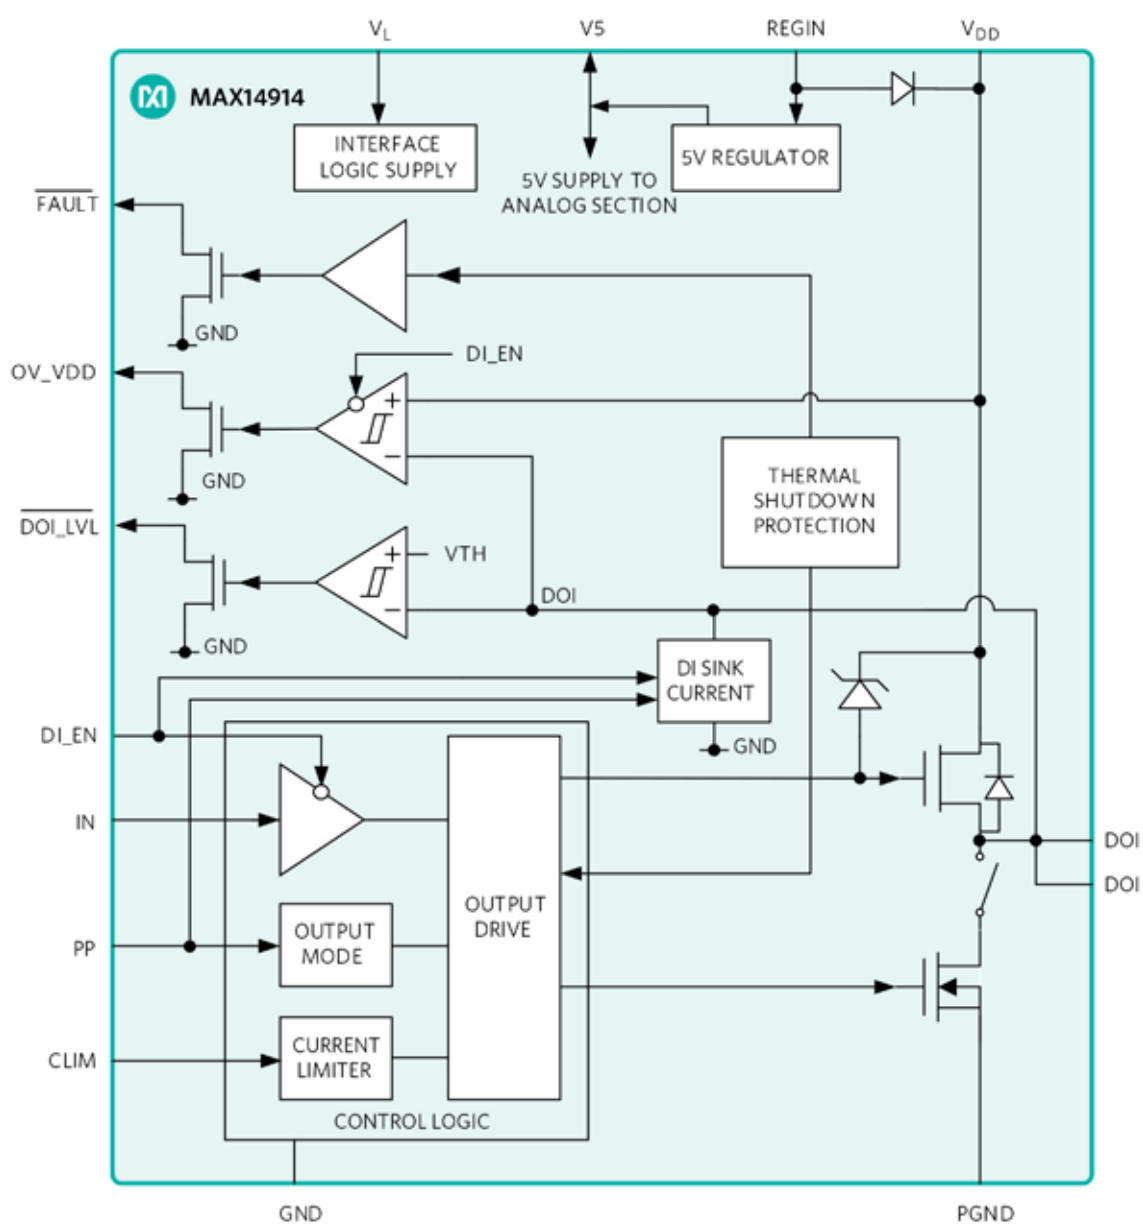 VL
V5
REGIN
VDD
MAX14914
INTERFACE
LOGIC SUPPLY
5V REGULATOR
5V SUPPLY TO
ANALOG SECTION
FAULT
GND
DI_EN
OV_VDD
GND
THERMAL
SHUTDOWN
PROTECTION
DOI_LVL
VTH
DOI
GND
DI SINK
CURRENT
DI_EN
GND
IN
DOI
DOI
OUTPUT
DRIVE
PP
OUTPUT
MODE
CLIM
CURRENT
LIMITER
CONTROL LOGIC
GND
PGND